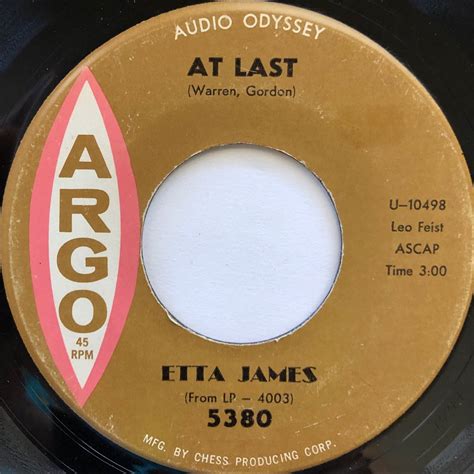 AUDIO ODYSSEY
AT LAST
(Warren, Gordon)
ARGO
45
RPM
U-10498
Leo Feist
ASCAP
Time 3:00
ETTA JAMES
(From LP - 4003)
5380
MFG. BY CHESS PRODUCING CORP.